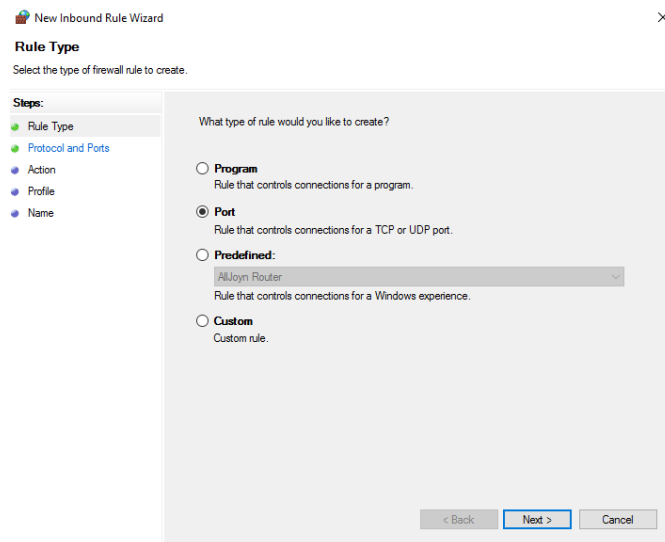 New Inbound Rule Wizard
Rule Type
Select the type of firewall rule to create.
Steps:
Rule Type
Protocol and Ports
Action
Profile
Name
What type of rule would you like to create?
Program
Rule that controls connections for a program.
Port
Rule that controls connections for a TCP or UDP port.
Predefined:
AllJoyn Router
Rule that controls connections for a Windows experience.
Custom
Custom rule.
< Back
Next >
Cancel